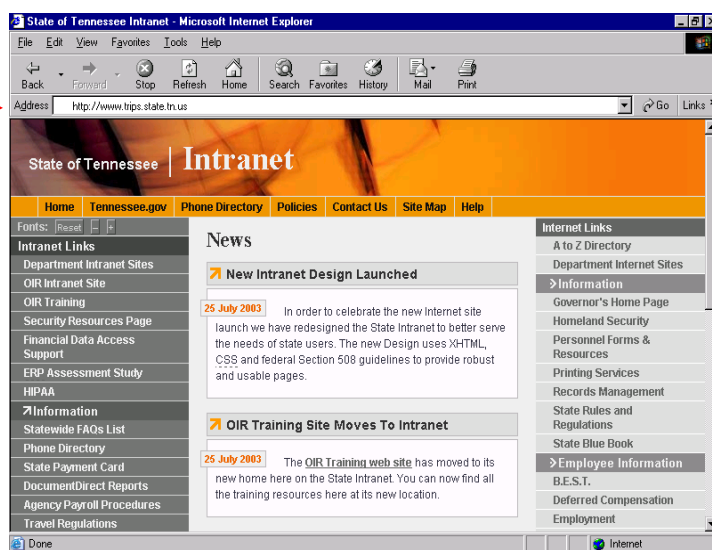 State of Tennessee Intranet - Microsoft Internet Explorer
File Edit View Favorites Tools Help
Back Forward Stop Refresh Home Search Favorites History Mail Print
Address http://www.trips.state.tn.us Go Links
State of Tennessee | Intranet
Home Tennessee.gov Phone Directory Policies Contact Us Site Map Help
Fonts: Reset - +
Intranet Links
Department Intranet Sites
OIR Intranet Site
OIR Training
Security Resources Page
Financial Data Access
Support
ERP Assessment Study
HIPAA
Information
Statewide FAQs List
Phone Directory
State Payment Card
DocumentDirect Reports
Agency Payroll Procedures
Travel Regulations
News
New Intranet Design Launched
25 July 2003
In order to celebrate the new Internet site
launch we have redesigned the State Intranet to better serve
the needs of state users. The new Design uses XHTML,
CSS and federal Section 508 guidelines to provide robust
and usable pages.
OIR Training Site Moves To Intranet
25 July 2003
The OIR Training web site has moved to its
new home here on the State Intranet. You can now find all
the training resources here at its new location.
Internet Links
A to Z Directory
Department Internet Sites
Information
Governor's Home Page
Homeland Security
Personnel Forms &
Resources
Printing Services
Records Management
State Rules and
Regulations
State Blue Book
Employee Information
B.E.S.T.
Deferred Compensation
Employment
Done Internet